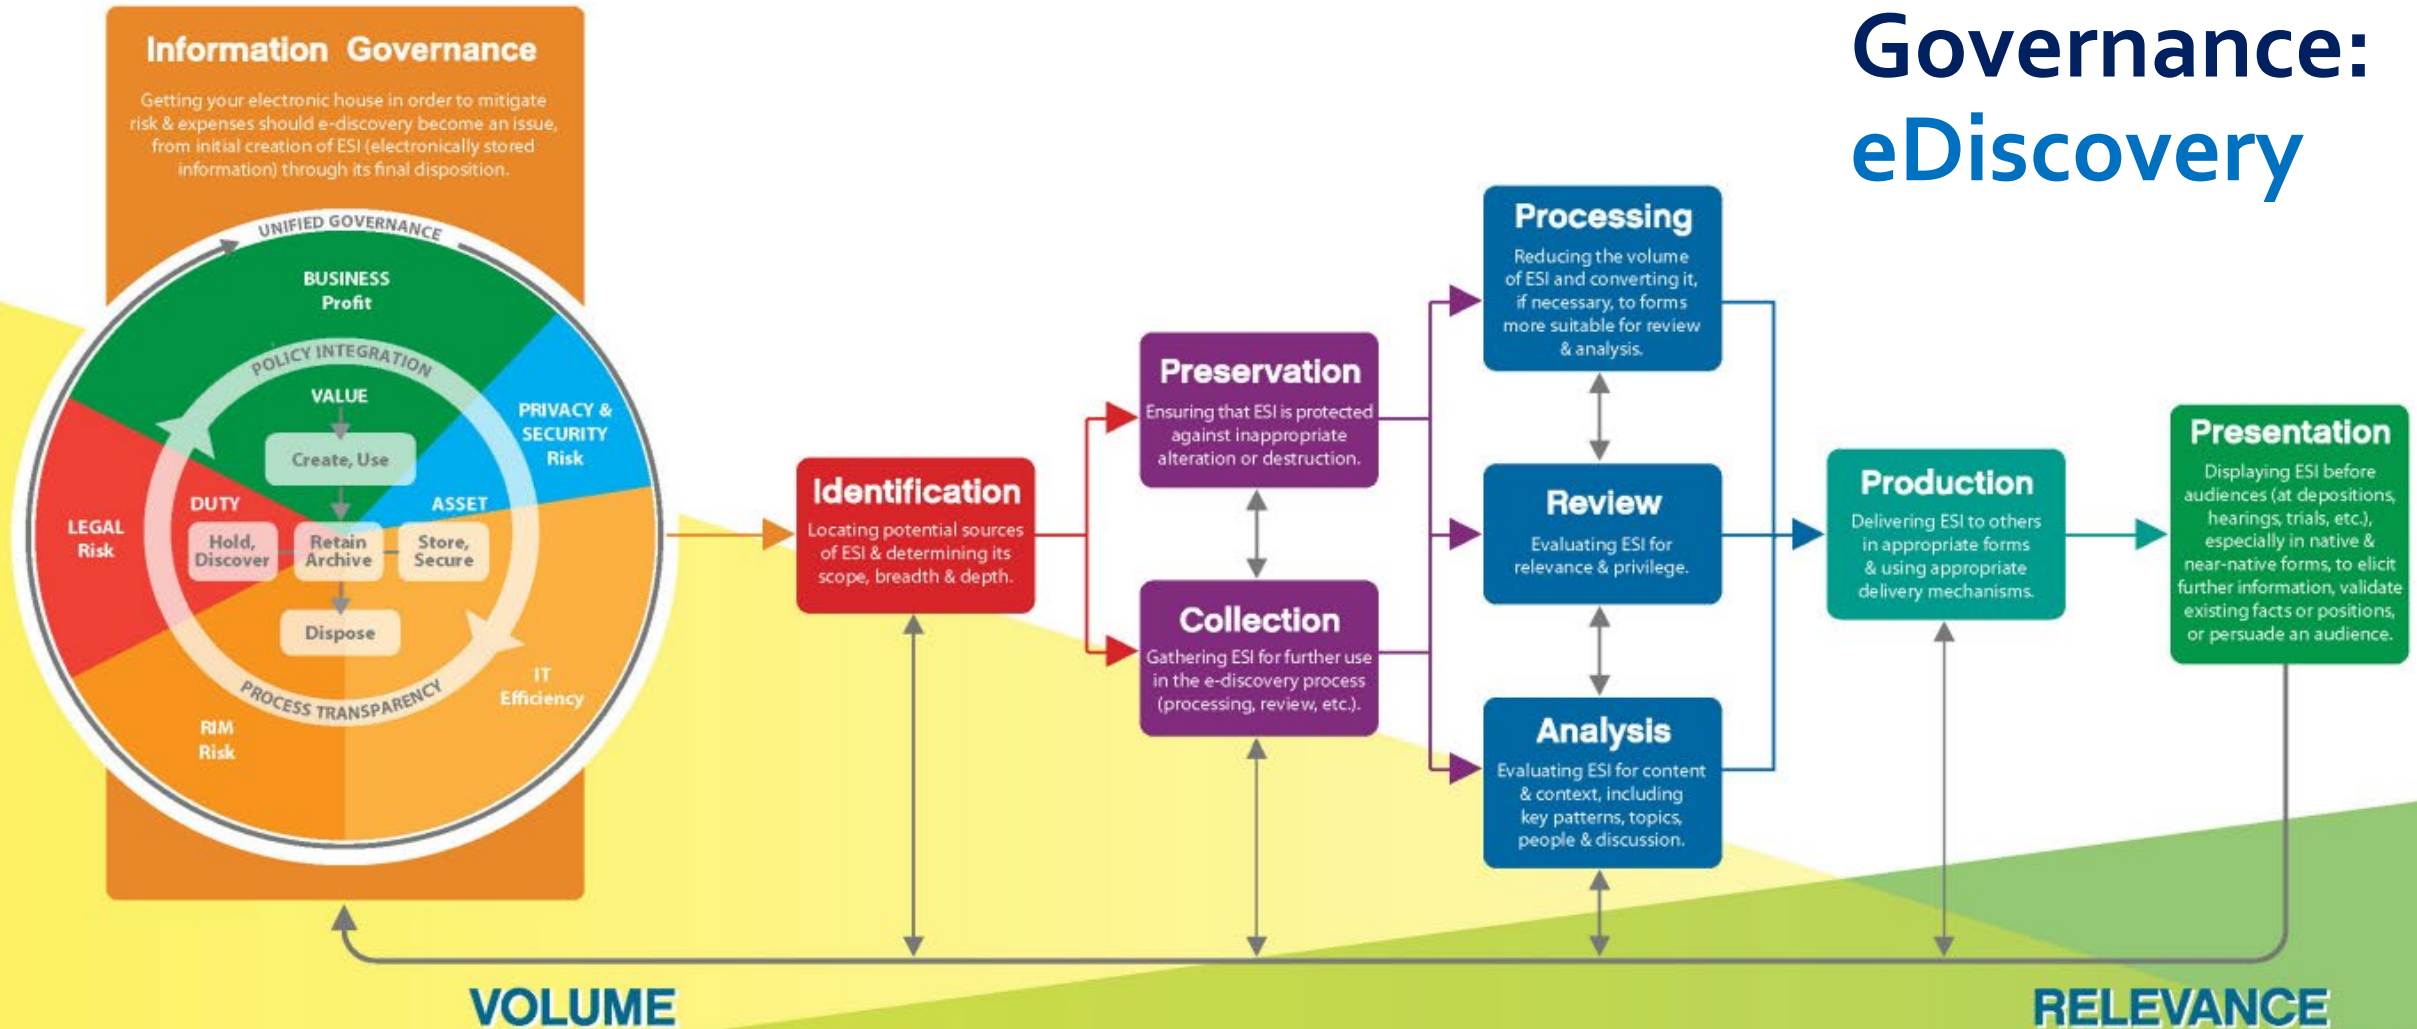 Governance:
eDiscovery
Information Governance
Getting your electronic house in order to mitigate
risk & expenses should e-discovery become an issue,
from initial creation of ESI (electronically stored
information) through its final disposition.
UNIFIED GOVERNANCE
BUSINESS
Profit
PRIVACY &
SECURITY
Risk
LEGAL
Risk
RIM
Risk
IT
Efficiency
POLICY INTEGRATION
PROCESS TRANSPARENCY
VALUE
Create, Use
DUTY
ASSET
Hold,
Discover
Retain
Archive
Store,
Secure
Dispose
Identification
Locating potential sources
of ESI & determining its
scope, breadth & depth.
Preservation
Ensuring that ESI is protected
against inappropriate
alteration or destruction.
Collection
Gathering ESI for further use
in the e-discovery process
(processing, review, etc.).
Processing
Reducing the volume
of ESI and converting it,
if necessary, to forms
more suitable for review
& analysis.
Review
Evaluating ESI for
relevance & privilege.
Analysis
Evaluating ESI for content
& context, including
key patterns, topics,
people & discussion.
Production
Delivering ESI to others
in appropriate forms
& using appropriate
delivery mechanisms.
Presentation
Displaying ESI before
audiences (at depositions,
hearings, trials, etc.),
especially in native &
near-native forms, to elicit
further information, validate
existing facts or positions,
or persuade an audience.
VOLUME
RELEVANCE